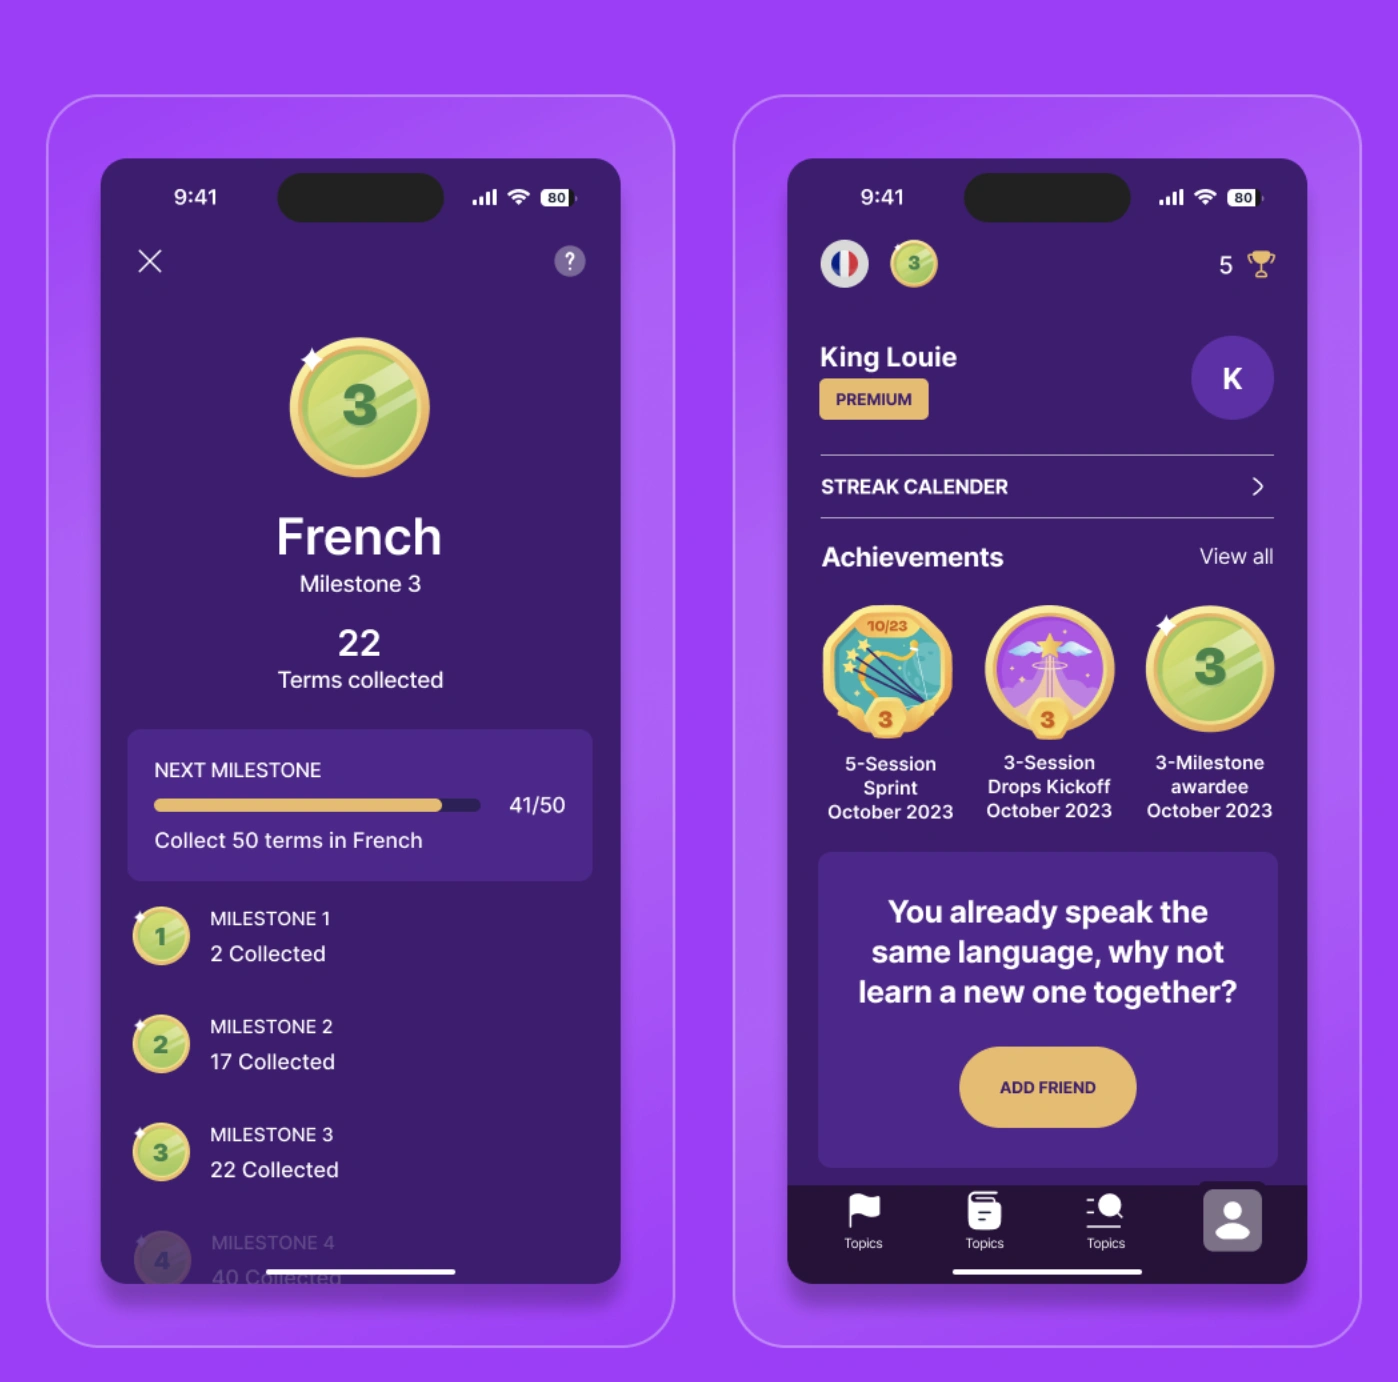 9:41
80
?
3
French
Milestone 3
22
Terms collected
NEXT MILESTONE
41/50
Collect 50 terms in French
1
MILESTONE 1
2 Collected
2
MILESTONE 2
17 Collected
3
MILESTONE 3
22 Collected
4
MILESTONE 4
40 Collected
9:41
80
3
5
King Louie
K
PREMIUM
STREAK CALENDER
Achievements
View all
10/23
3
5-Session
Sprint
October 2023
3
3-Session
Drops Kickoff
October 2023
3
3-Milestone
awardee
October 2023
You already speak the
same language, why not
learn a new one together?
ADD FRIEND
Topics
Topics
Topics